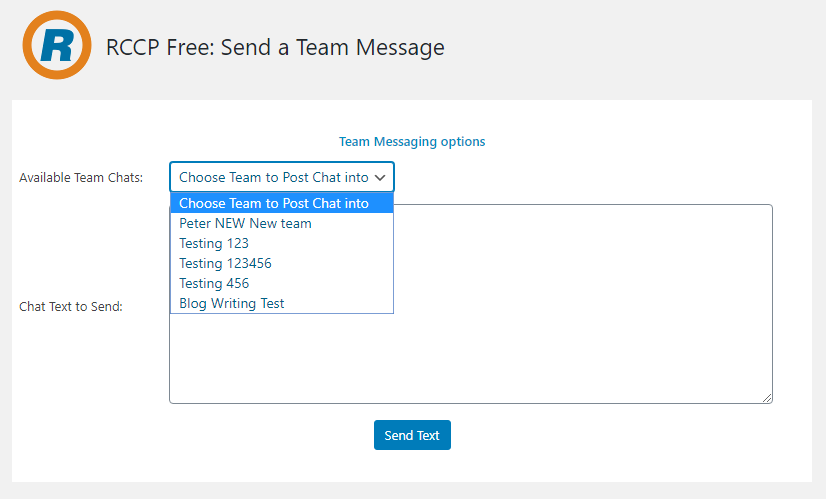 R
RCCP Free: Send a Team Message
Team Messaging options
Available Team Chats:
Choose Team to Post Chat into
Choose Team to Post Chat into
Peter NEW New team
Testing 123
Testing 123456
Testing 456
Blog Writing Test
Chat Text to Send:
Send Text